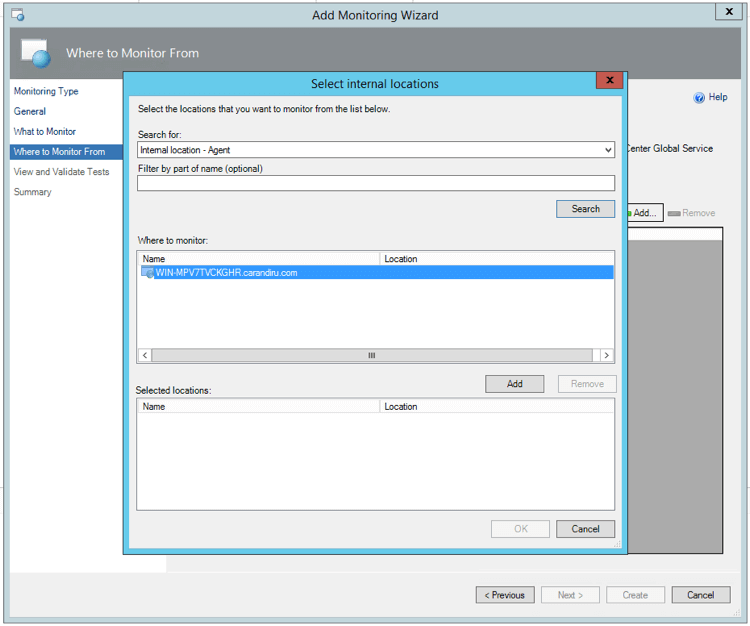 Add Monitoring Wizard
x
Where to Monitor From
Monitoring Type
General
What to Monitor
Where to Monitor From
View and Validate Tests
Summary
Help
Center Global Service
Add...
Remove
Select internal locations
x
Select the locations that you want to monitor from the list below.
Search for:
Internal location - Agent
Filter by part of name (optional)
Search
Where to monitor:
Name Location
WIN-MPV7TVCKGHR.carandiru.com
Add Remove
Selected locations:
Name Location
OK Cancel
< Previous Next > Create Cancel